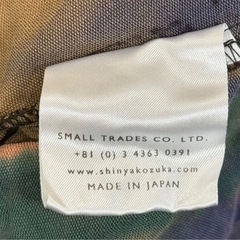 SMALL TRADES CO. LTD.
+81 (0) 3 4363 0391
www.shinyakozuka.com
MADE IN JAPAN